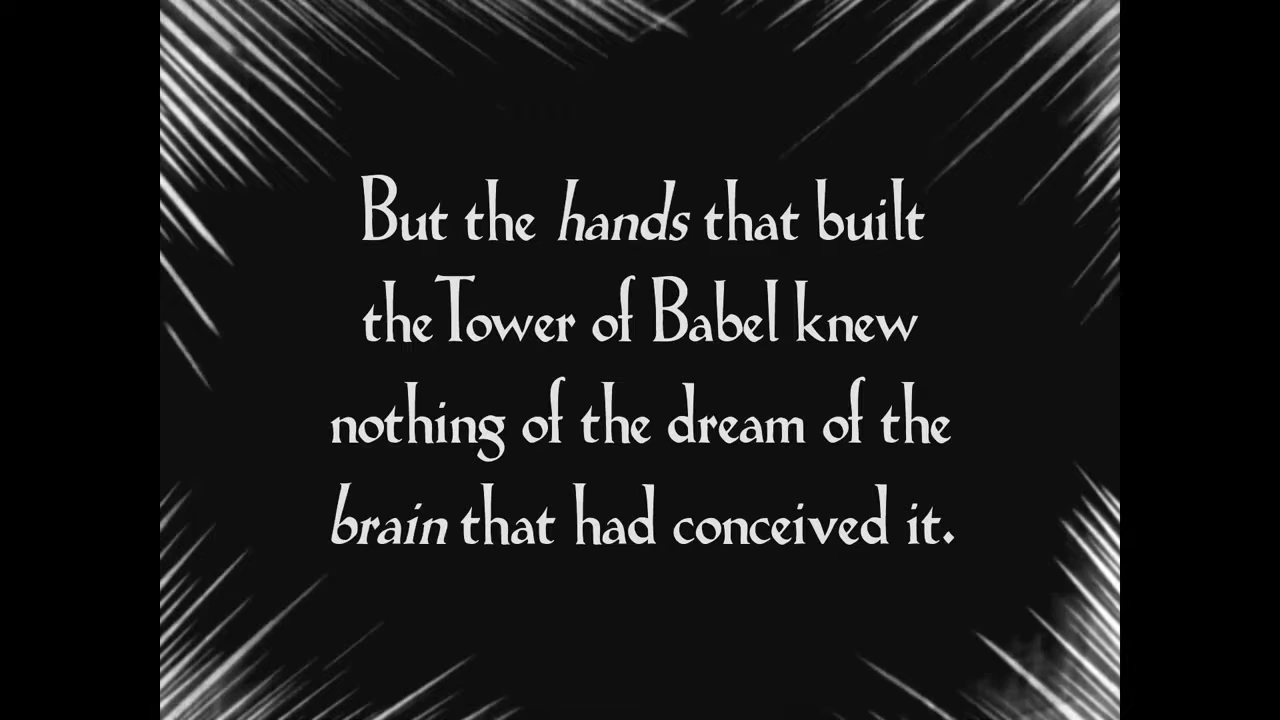 But the hands that built
the Tower of Babel knew
nothing of the dream of the
brain that had conceived it.